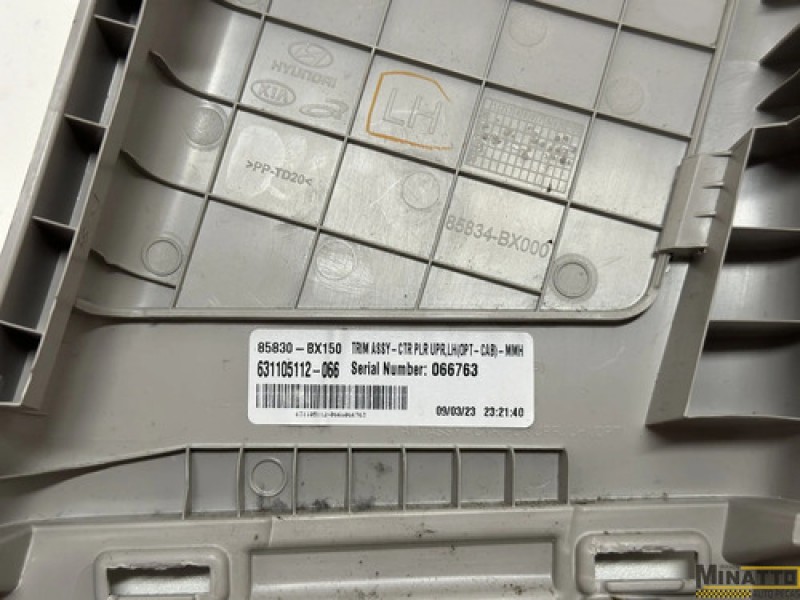 HYUNDAI
KIA
LH
>PP-TD20<
85834-BX000
85830-BX150 TRIM ASSY-CTR PLR UPR,LH(OPT-CAB)-MMH
631105112-066 Serial Number: 066763
09/03/23 23:21:40
MINATTO